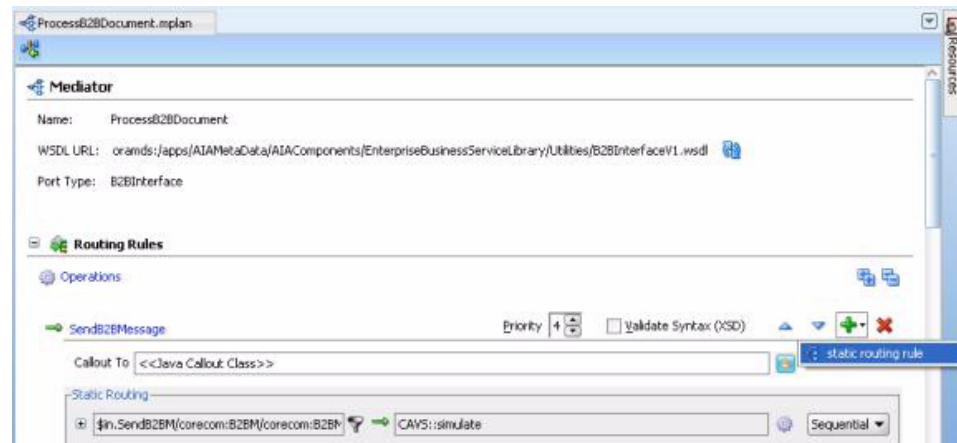 ProcessB2BDocument.mplan
Resources
Mediator
Name: ProcessB2BDocument
WSDL URL: oramds:/apps/AIAMetaData/AIAComponents/EnterpriseBusinessServiceLibrary/Utilities/B2BInterfaceV1.wsdl
Port Type: B2BInterface
Routing Rules
Operations
SendB2BMessage Priority 4 Validate Syntax (XSD)
static routing rule
Callout To <<Java Callout Class>>
Static Routing
$in.SendB2BM/corecom:B2BM/corecom:B2BM CAVS::simulate Sequential